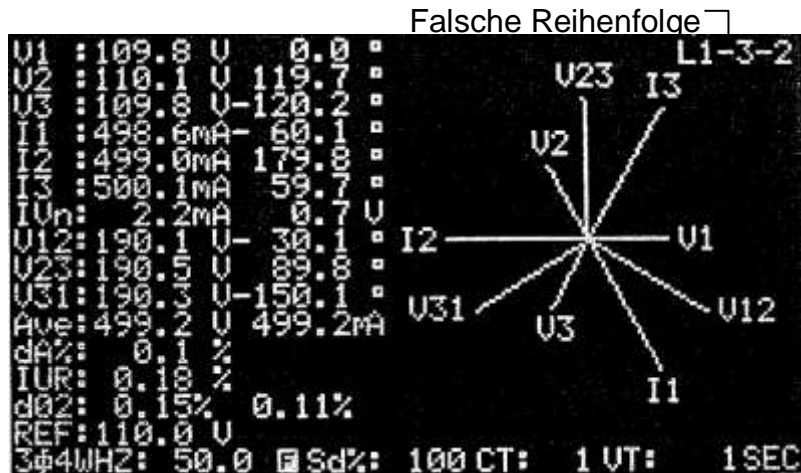 Falsche Reihenfolge
L1-3-2
V1 :109.8 V 0.0 °
V2 :110.1 V 119.7 °
V3 :109.8 V-120.2 °
I1 :498.6mA- 60.1 °
I2 :499.0mA 179.8 °
I3 :500.1mA 59.7 °
IVn: 2.2mA 0.7 V
V12:190.1 V- 30.1 °
V23:190.5 V 89.8 °
V31:190.3 V-150.1 °
Ave:499.2 V 499.2mA
dA%: 0.1 %
IUR: 0.18 %
d02: 0.15% 0.11%
REF:110.0 V
3ϕ4WHZ: 50.0 F Sd%: 100 CT: 1 VT: 1SEC
V23 I3
V2
I2 V1
V31 V3 V12
I1